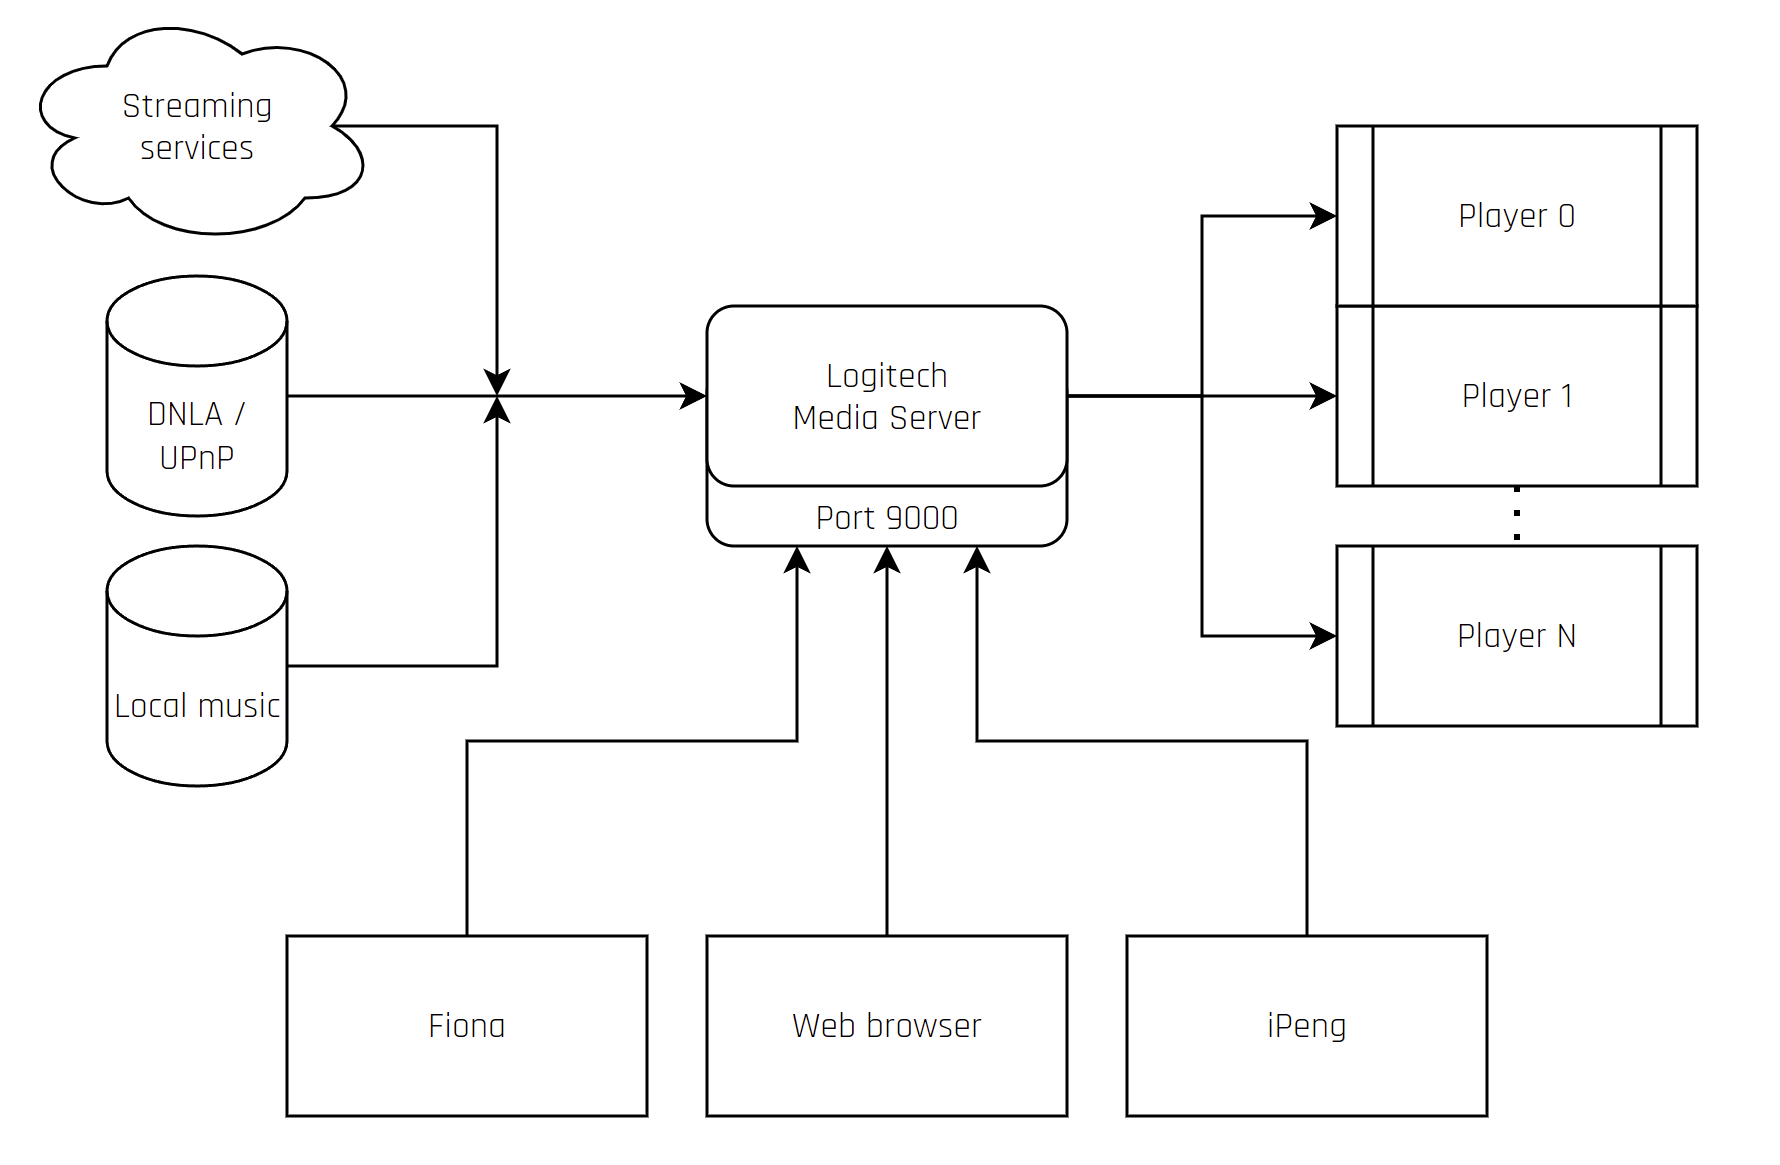 Streaming
services
DNLA /
UPnP
Local music
Logitech
Media Server
Port 9000
Player 0
Player 1
Player N
Fiona
Web browser
iPeng